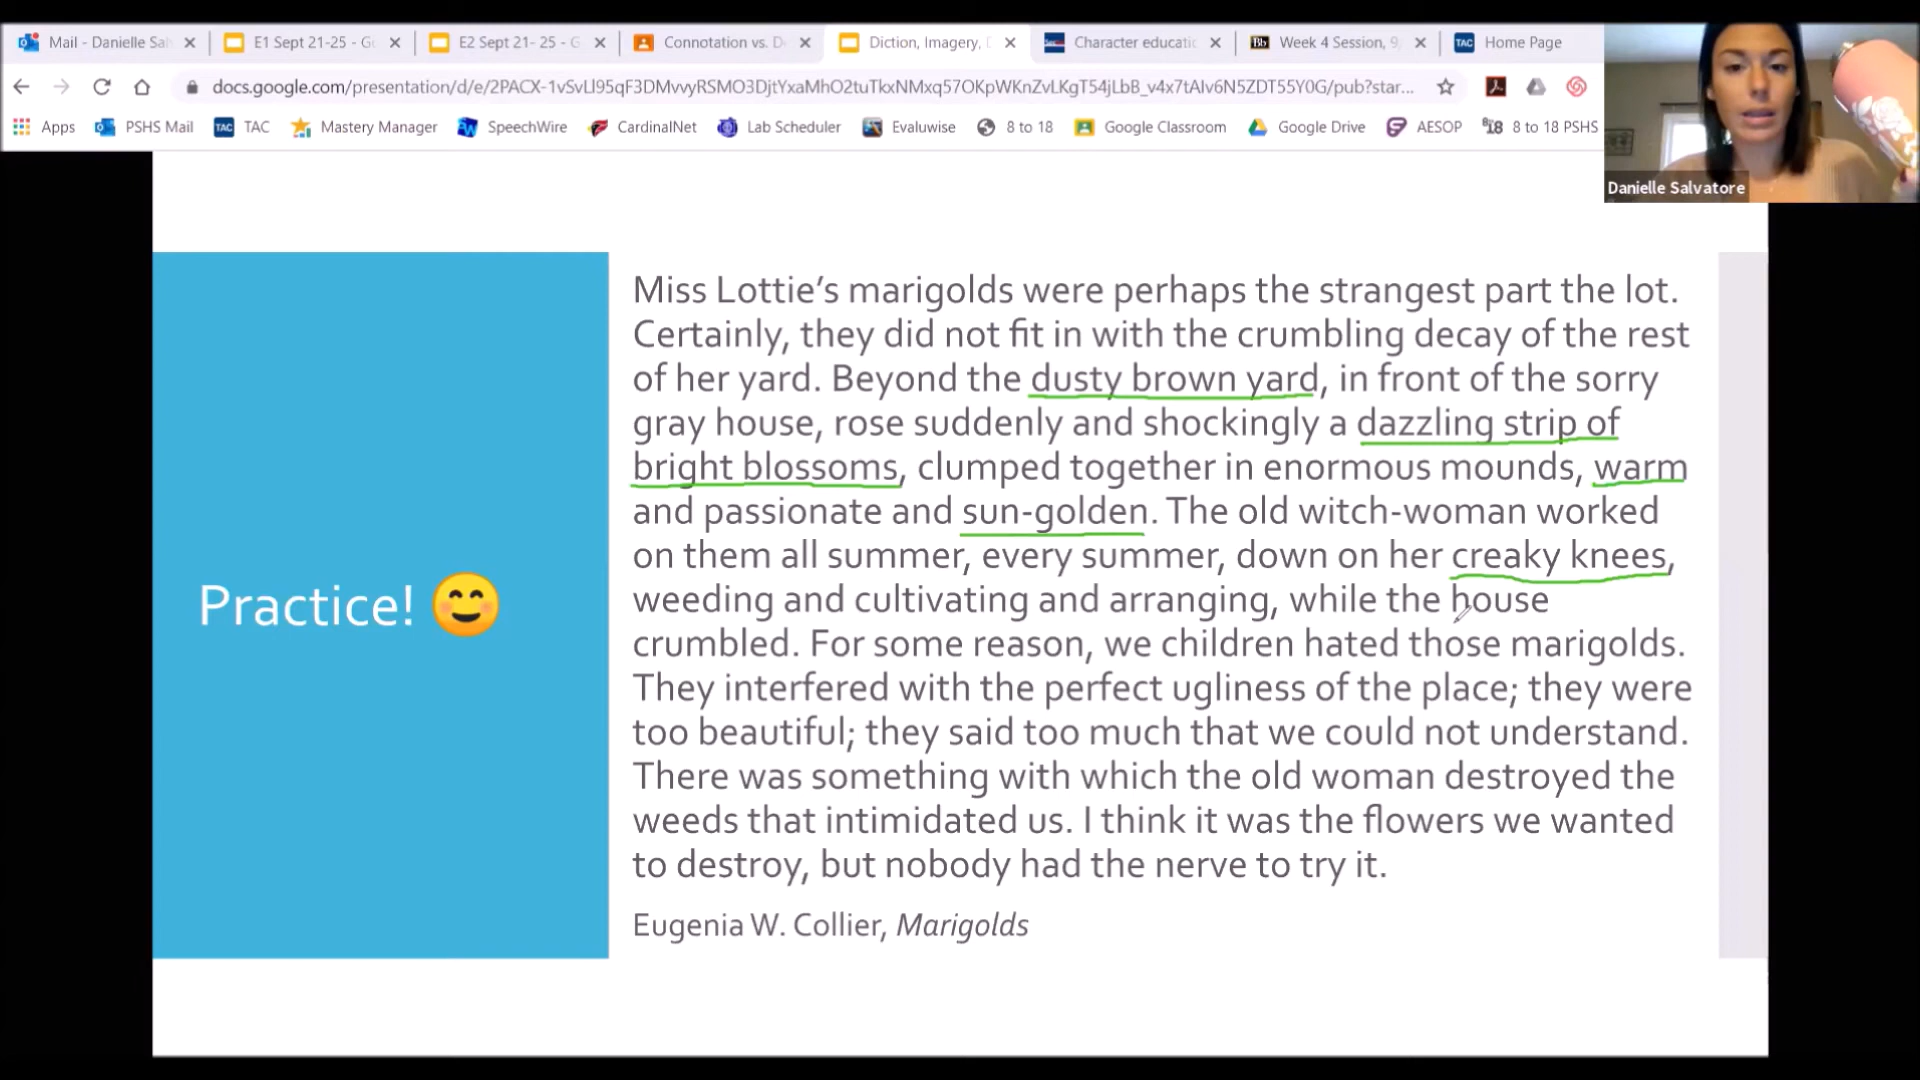 Mail - Danielle Sal
E1 Sept 21-25 - G
E2 Sept 21- 25 - G
Connotation vs. D
Diction, Imagery,
Character educati
Week 4 Session, 9
TAC Home Page
docs.google.com/presentation/d/e/2PACX-1vSvLl95qF3DMvvyRSMO3DjtYxaMhO2tuTkxNMxq57OKpWKnZvLKgT54jLbB_v4x7tAIv6N5ZDT55Y0G/pub?star...
Apps
PSHS Mail
TAC TAC
Mastery Manager
SpeechWire
CardinalNet
Lab Scheduler
Evaluwise
8 to 18
Google Classroom
Google Drive
AESOP
8 to 18 PSHS
Danielle Salvatore
Practice! 😊
Miss Lottie’s marigolds were perhaps the strangest part the lot.
Certainly, they did not fit in with the crumbling decay of the rest
of her yard. Beyond the dusty brown yard, in front of the sorry
gray house, rose suddenly and shockingly a dazzling strip of
bright blossoms, clumped together in enormous mounds, warm
and passionate and sun-golden. The old witch-woman worked
on them all summer, every summer, down on her creaky knees,
weeding and cultivating and arranging, while the house
crumbled. For some reason, we children hated those marigolds.
They interfered with the perfect ugliness of the place; they were
too beautiful; they said too much that we could not understand.
There was something with which the old woman destroyed the
weeds that intimidated us. I think it was the flowers we wanted
to destroy, but nobody had the nerve to try it.
Eugenia W. Collier, Marigolds